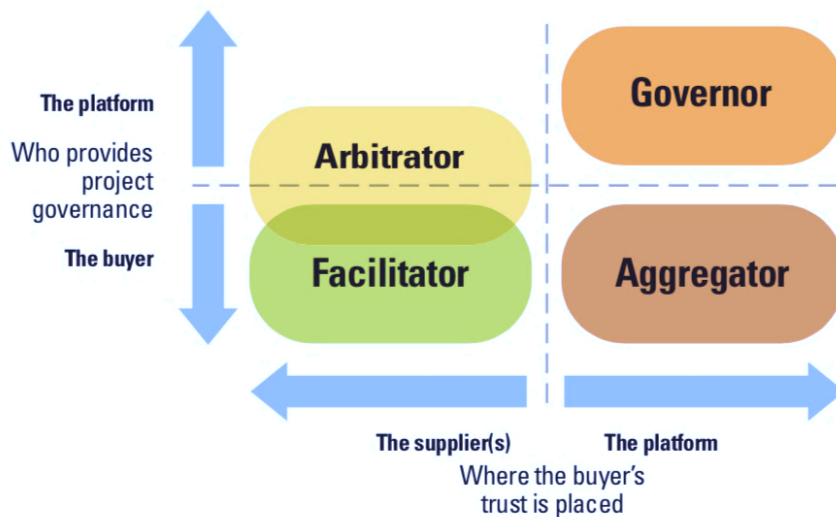 The platform
Who provides
project
governance
The buyer
Governor
Arbitrator
Facilitator
Aggregator
The supplier(s)
The platform
Where the buyer's
trust is placed